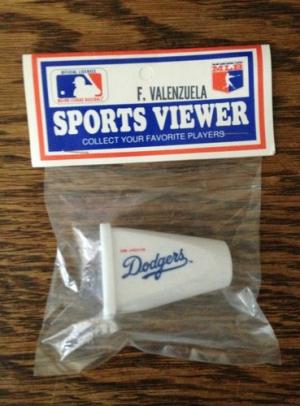 OFFICIAL LICENSEE
MAJOR LEAGUE BASEBALL
MLB
F. VALENZUELA
SPORTS VIEWER
COLLECT YOUR FAVORITE PLAYERS
LOS ANGELES
Dodgers